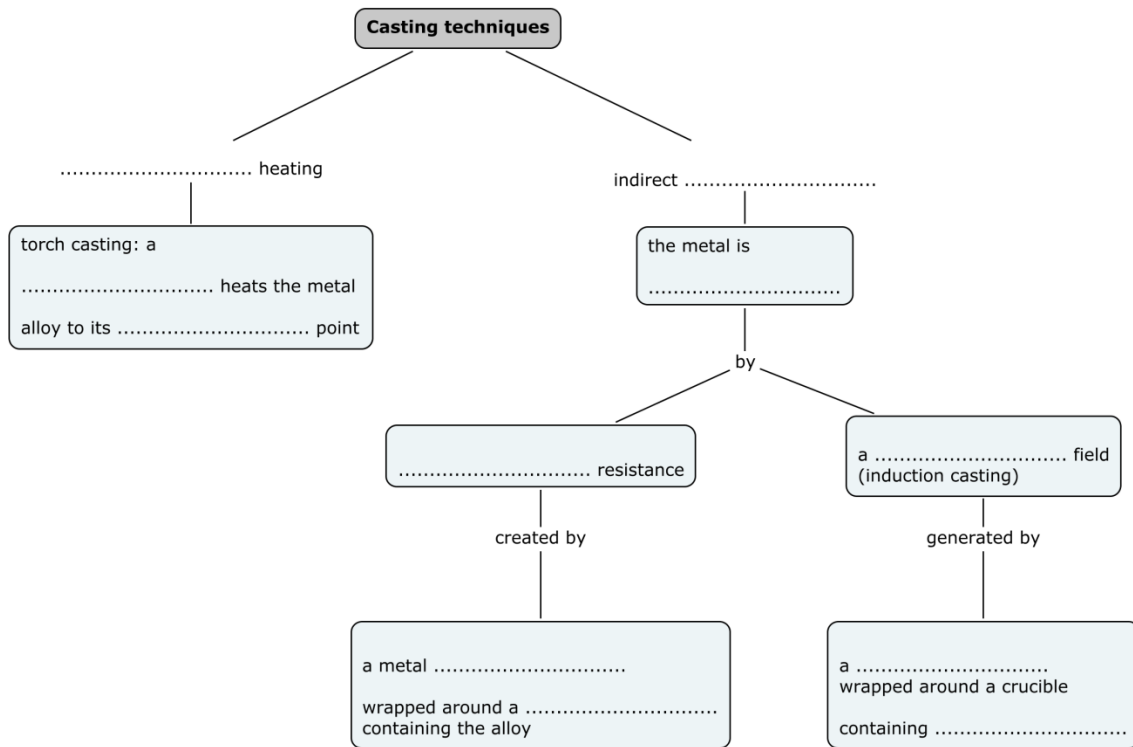 Casting techniques
............................... heating
indirect ...............................
torch casting: a
............................... heats the metal
alloy to its ............................... point
the metal is
...............................
by
............................... resistance
a ............................... field
(induction casting)
created by
generated by
a metal ...............................
wrapped around a ...............................
containing the alloy
a ...............................
wrapped around a crucible
containing ...............................